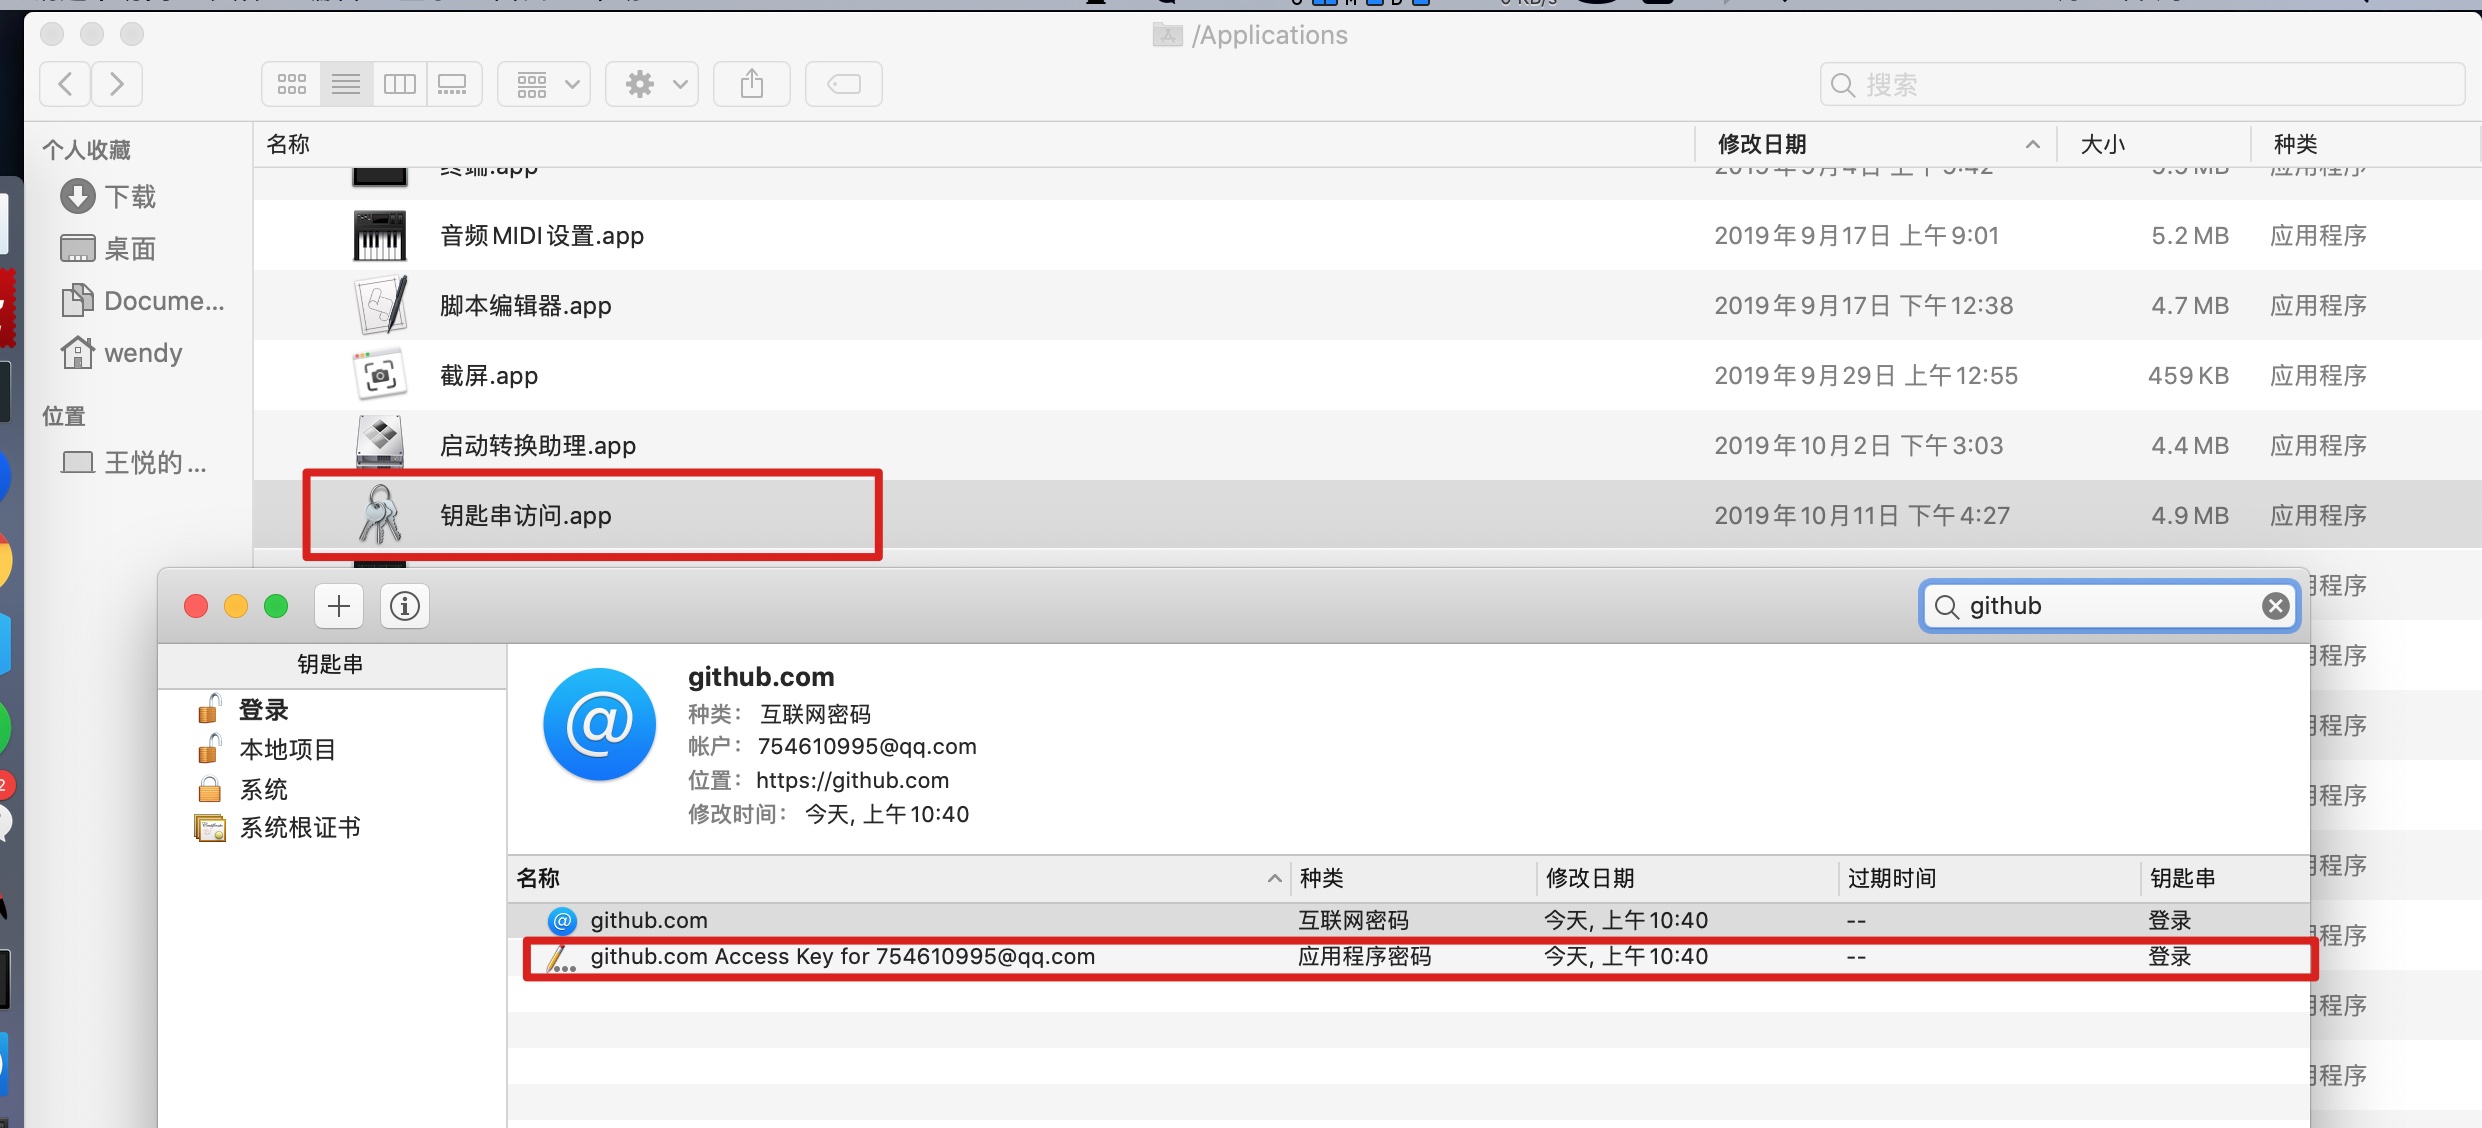 /Applications
搜索
个人收藏
下载
桌面
Docume...
wendy
位置
王悦的...
名称 修改日期 大小 种类
终端.app
音频MIDI设置.app 2019年9月17日 上午9:01 5.2 MB 应用程序
脚本编辑器.app 2019年9月17日 下午12:38 4.7 MB 应用程序
截屏.app 2019年9月29日 上午12:55 459 KB 应用程序
启动转换助理.app 2019年10月2日 下午3:03 4.4 MB 应用程序
钥匙串访问.app 2019年10月11日 下午4:27 4.9 MB 应用程序
程序
程序
程序
程序
程序
程序
程序
程序
github
钥匙串
登录
本地项目
系统
系统根证书
github.com
种类： 互联网密码
帐户： 754610995@qq.com
位置： https://github.com
修改时间： 今天, 上午10:40
名称 种类 修改日期 过期时间 钥匙串
github.com 互联网密码 今天, 上午10:40 -- 登录
github.com Access Key for 754610995@qq.com 应用程序密码 今天, 上午10:40 -- 登录